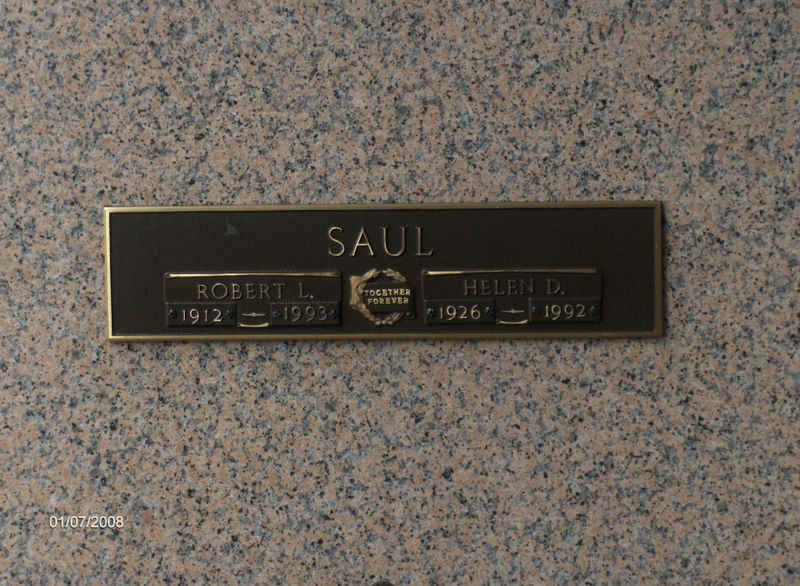 SAUL
ROBERT L.
1912 – 1993
TOGETHER
FOREVER
HELEN D.
1926 – 1992
01/07/2008